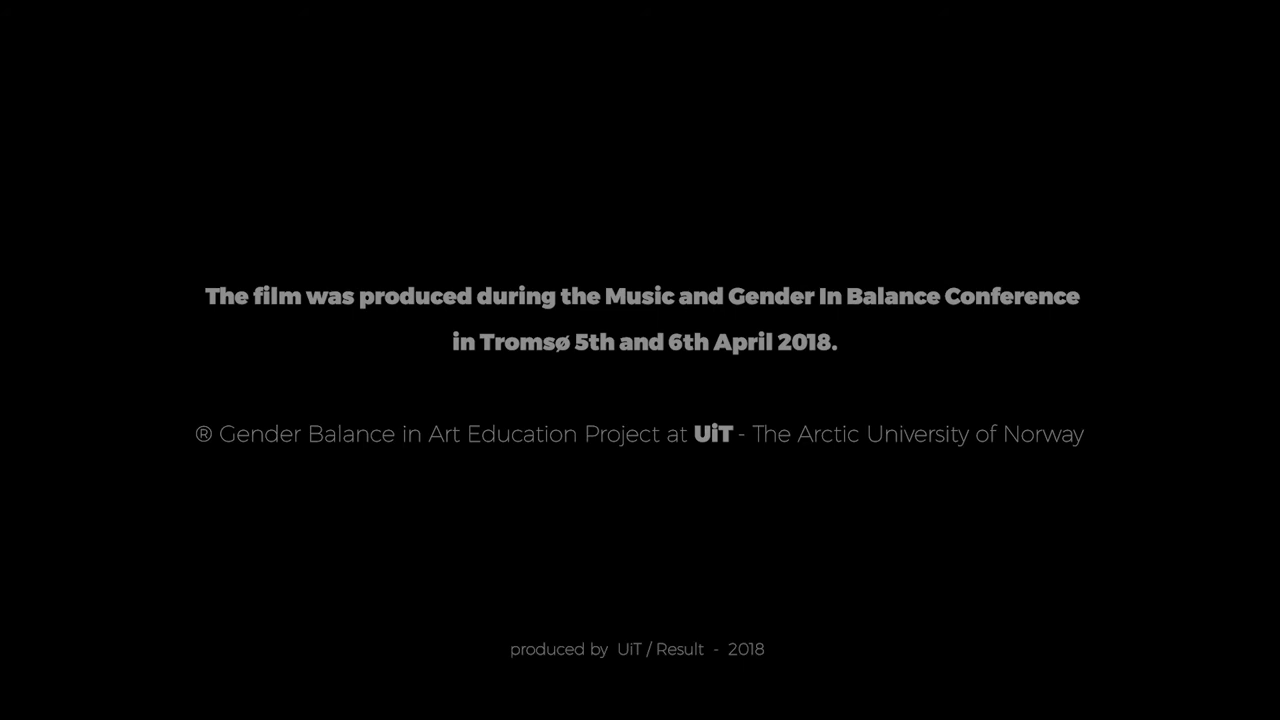 The film was produced during the Music and Gender In Balance Conference
in Tromsø 5th and 6th April 2018.
® Gender Balance in Art Education Project at UiT - The Arctic University of Norway
produced by UiT / Result - 2018